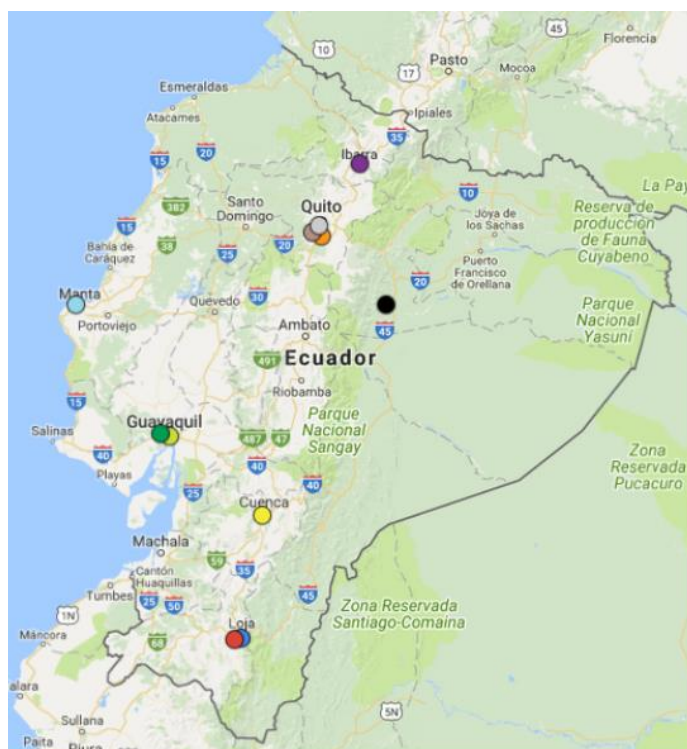 45
Florencia
10
Pasto
Mocoa
17
Esmeraldas
Ipiales
Atacames
35
20
15
Ibarra
10
La Pay
382
Santo
Domingo
Quito
Joya de
los Sachas
Reserva de
producción
de Fauna
Cuyabeno
15
38
20
25
Bahía de
Caráquez
Puerto
Francisco
de Orellana
20
Manta
30
Quevedo
Portoviejo
Parque
Nacional
Yasuní
Ambato
45
Ecuador
491
Riobamba
15
Parque
Nacional
Sangay
Guayaquil
Salinas
487
47
40
40
Zona
Reservada
Pucacuro
Playas
25
40
Cuenca
Machala
59
35
Cantón
Huaquillas
Tumbes
25
50
45
1N
Zona Reservada
Santiago-Comaina
Loja
68
Máncora
alara
5N
Sullana
Paita
Piura